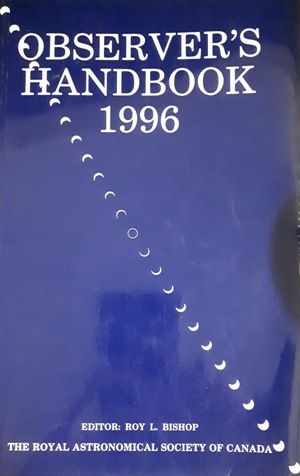 OBSERVER'S
HANDBOOK
1996
EDITOR: ROY L. BISHOP
THE ROYAL ASTRONOMICAL SOCIETY OF CANADA